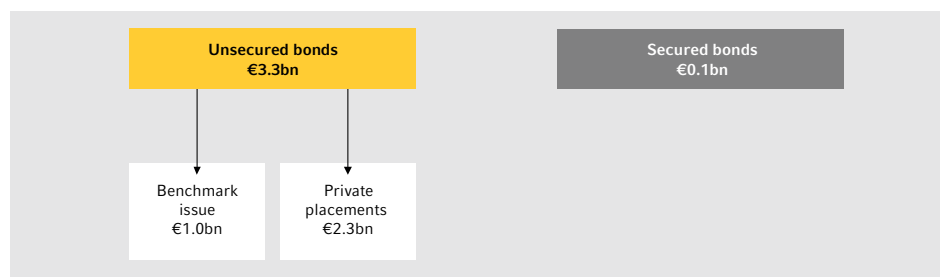 Unsecured bonds
€3.3bn
Secured bonds
€0.1bn
Benchmark
issue
€1.0bn
Private
placements
€2.3bn